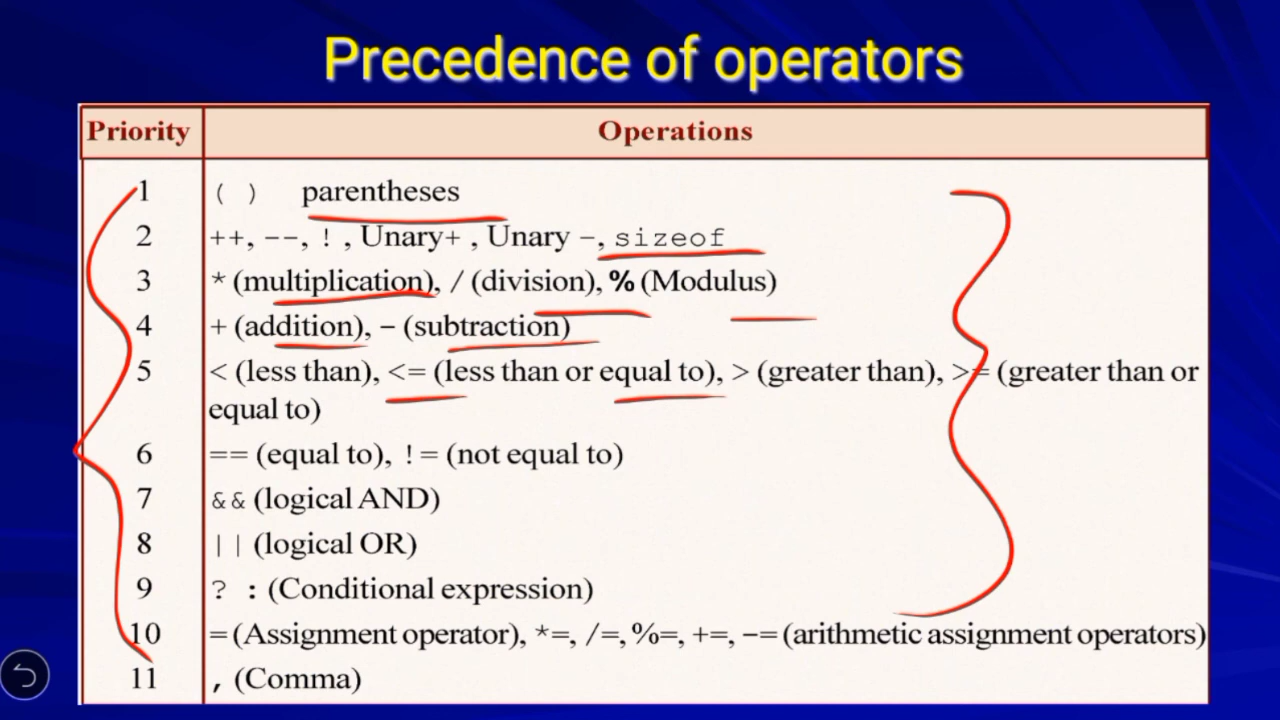 Precedence of operators
Priority Operations
1 ( ) parentheses
2 ++, --, ! , Unary+ , Unary -, sizeof
3 * (multiplication), / (division), % (Modulus)
4 + (addition), – (subtraction)
5 < (less than), <= (less than or equal to), > (greater than), >= (greater than or
equal to)
6 == (equal to), != (not equal to)
7 && (logical AND)
8 || (logical OR)
9 ? : (Conditional expression)
10 = (Assignment operator), *=, /=, %=, +=, -= (arithmetic assignment operators)
11 , (Comma)